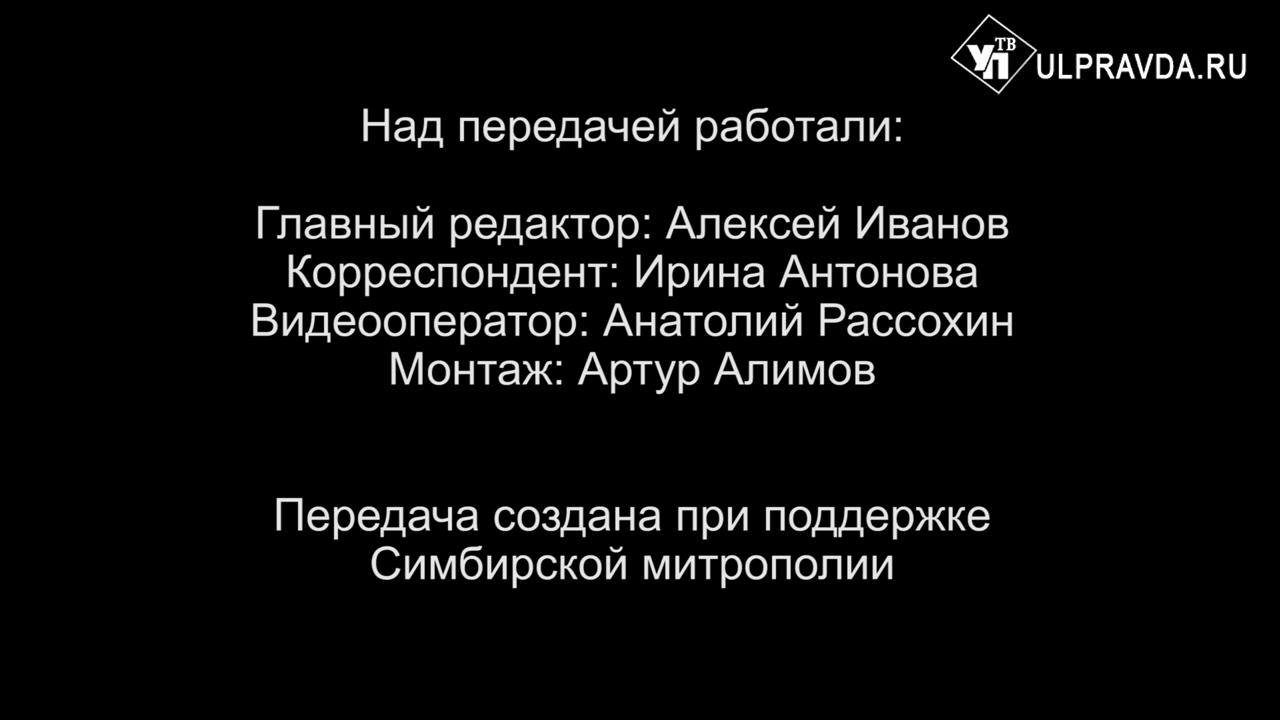 УП ТВ
ULPRAVDA.RU
Над передачей работали:
Главный редактор: Алексей Иванов
Корреспондент: Ирина Антонова
Видеооператор: Анатолий Рассохин
Монтаж: Артур Алимов
Передача создана при поддержке
Симбирской митрополии